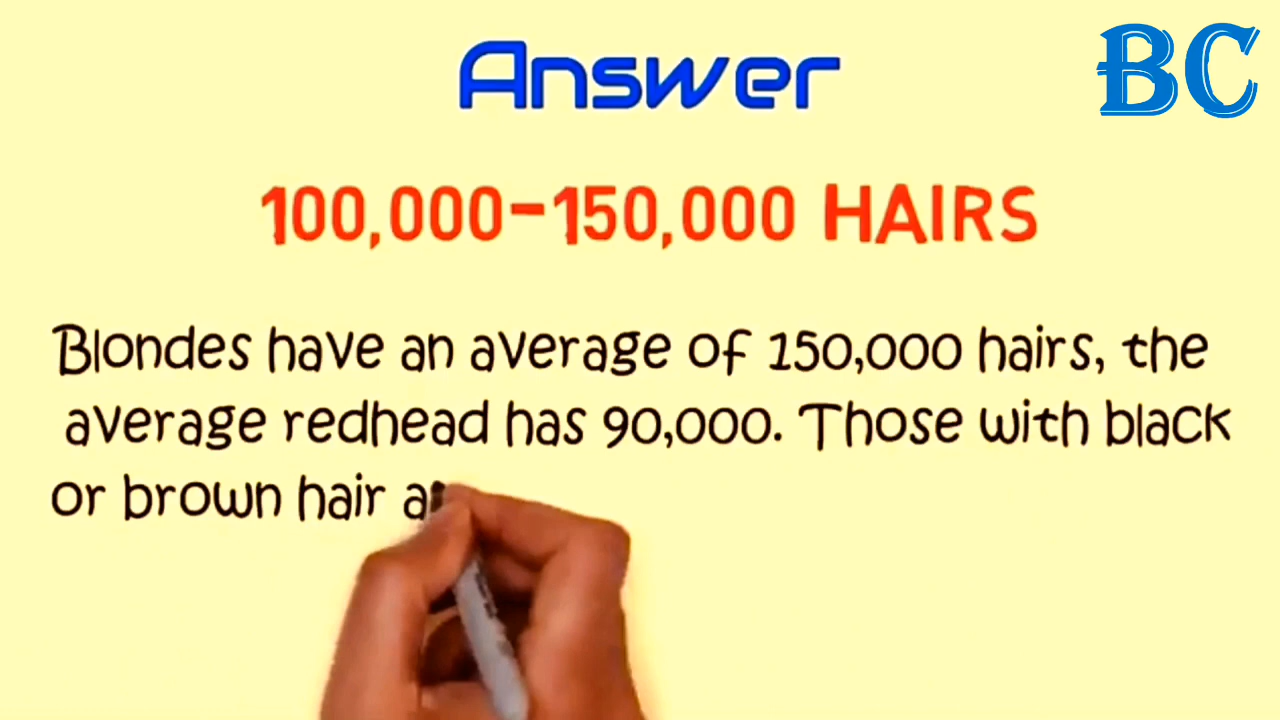 Answer
BC
100,000-150,000 HAIRS
Blondes have an average of 150,000 hairs, the
average redhead has 90,000. Those with black
or brown hair